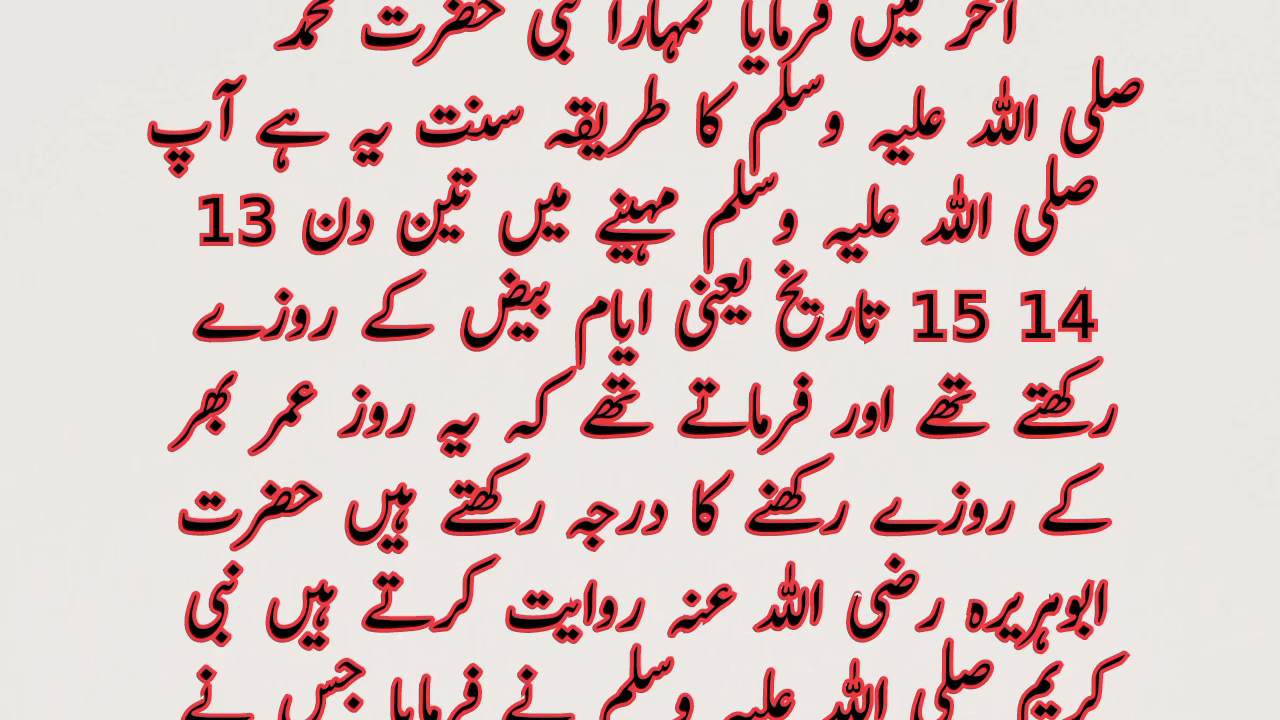 آخر میں فرمایا تمہارا نبی حضرت محمد
صلی اللہ علیہ وسلم کا طریقہ سنت یہ ہے آپ
صلی اللہ علیہ وسلم مہینے میں تین دن 13
14 15 تاریخ یعنی ایام بیض کے روزے
رکھتے تھے اور فرماتے تھے کہ یہ روز عمر بھر
کے روزے رکھنے کا درجہ رکھتے ہیں حضرت
ابوہریرہ رضی اللہ عنہ روایت کرتے ہیں نبی
کریم صلی اللہ علیہ وسلم نے فرمایا جس نے